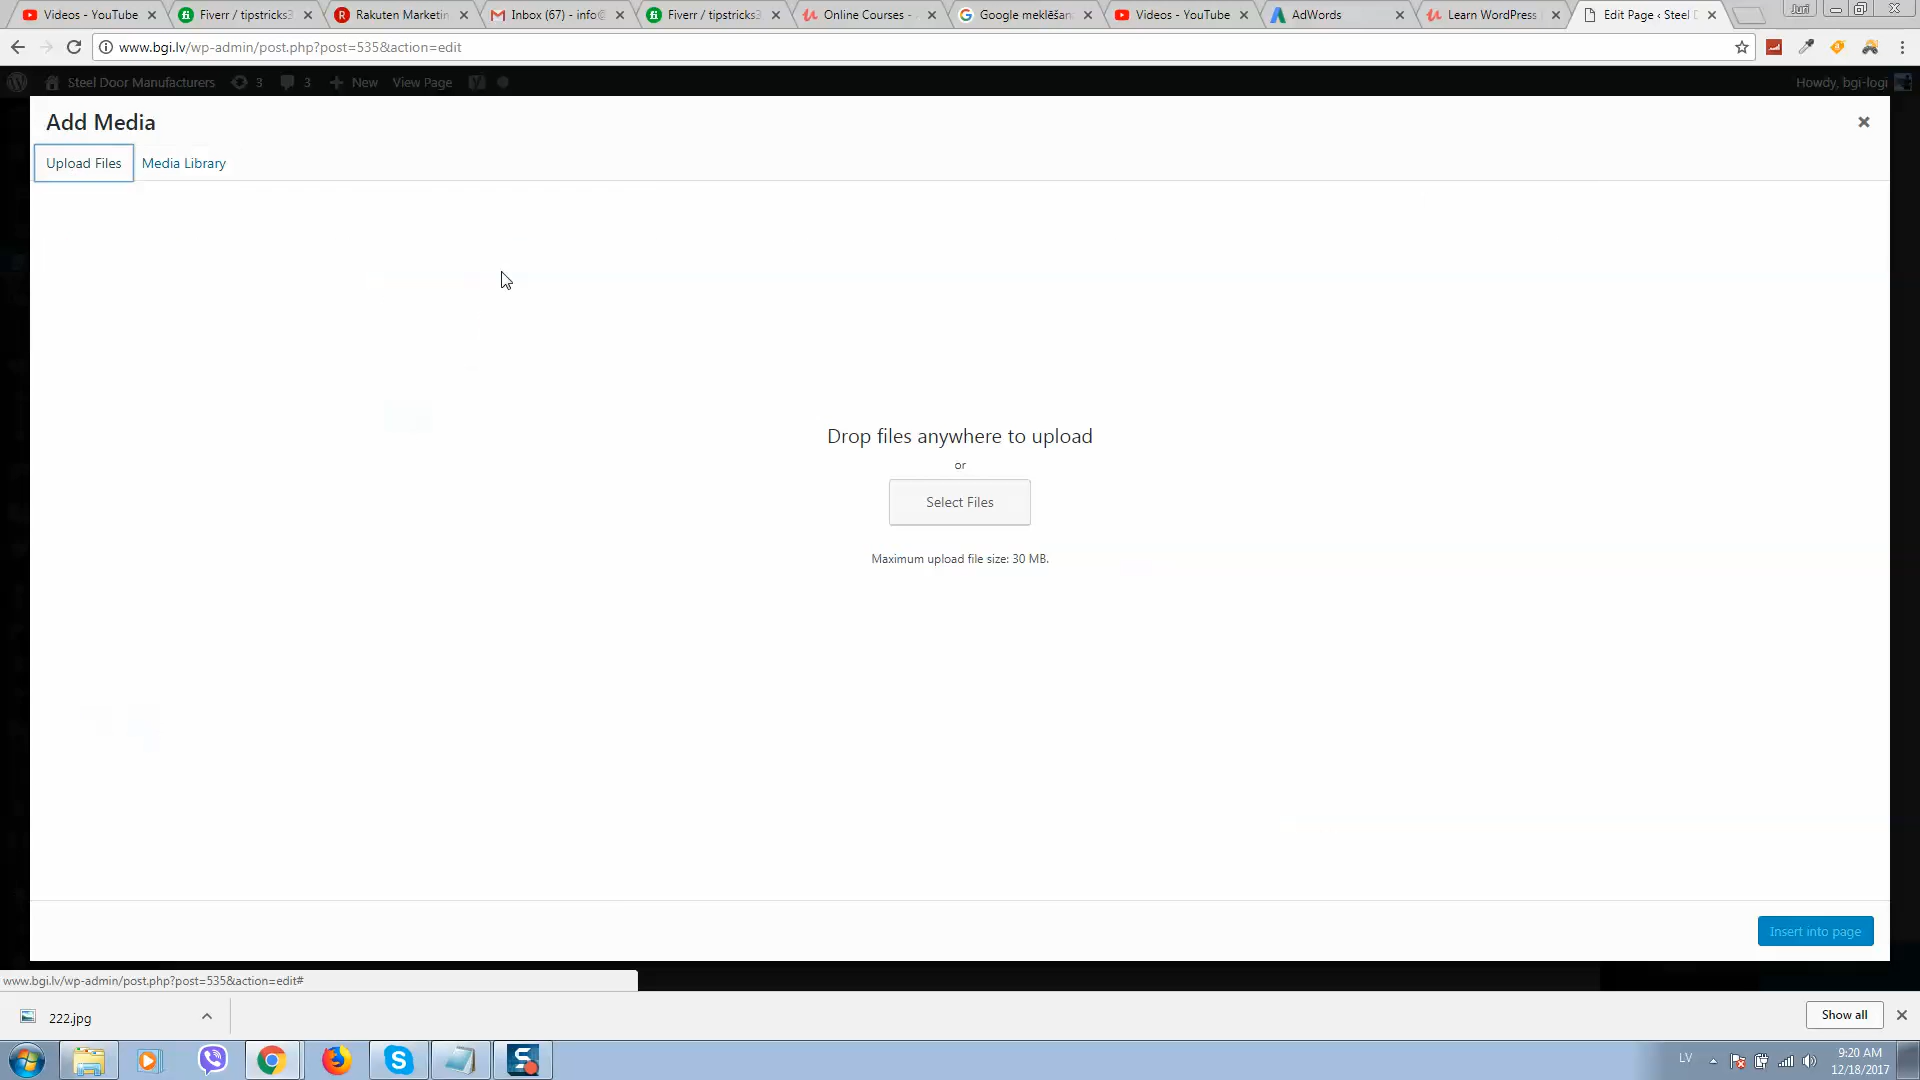 Videos - YouTube
Fiverr / tipstricks3
Rakuten Marketin
Inbox (67) - info@
Fiverr / tipstricks3
Online Courses -
Google meklēšan
Videos - YouTube
AdWords
Learn WordPress
Edit Page ‹ Steel D
Juri
www.bgi.lv/wp-admin/post.php?post=535&action=edit
Steel Door Manufacturers 3 3 New View Page
Howdy, bgi-logi
Add Media
Upload Files
Media Library
Drop files anywhere to upload
or
Select Files
Maximum upload file size: 30 MB.
Insert into page
www.bgi.lv/wp-admin/post.php?post=535&action=edit#
222.jpg
Show all
LV
9:20 AM
12/18/2017